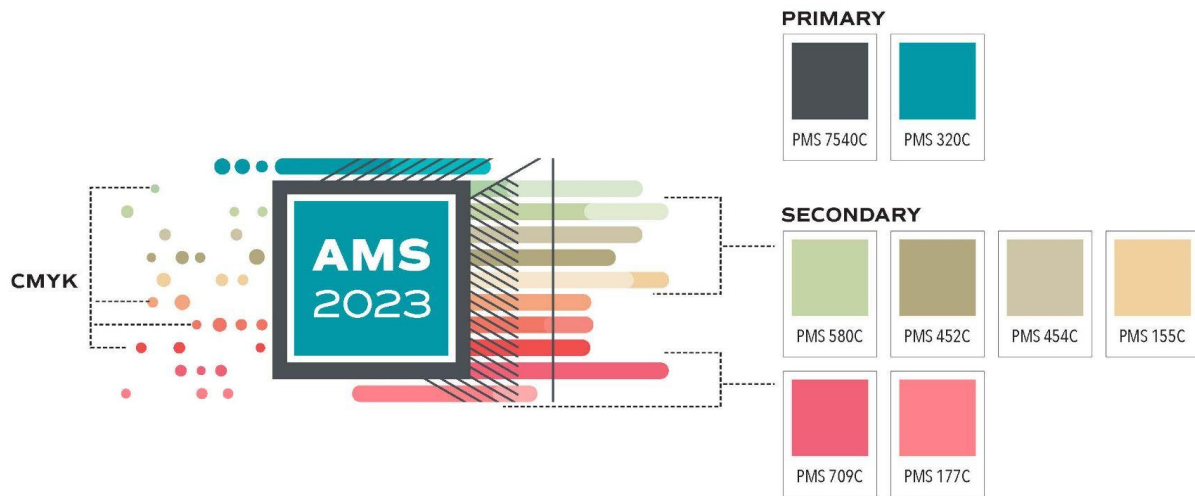 PRIMARY
PMS 7540C PMS 320C
CMYK
AMS
2023
SECONDARY
PMS 580C PMS 452C PMS 454C PMS 155C
PMS 709C PMS 177C